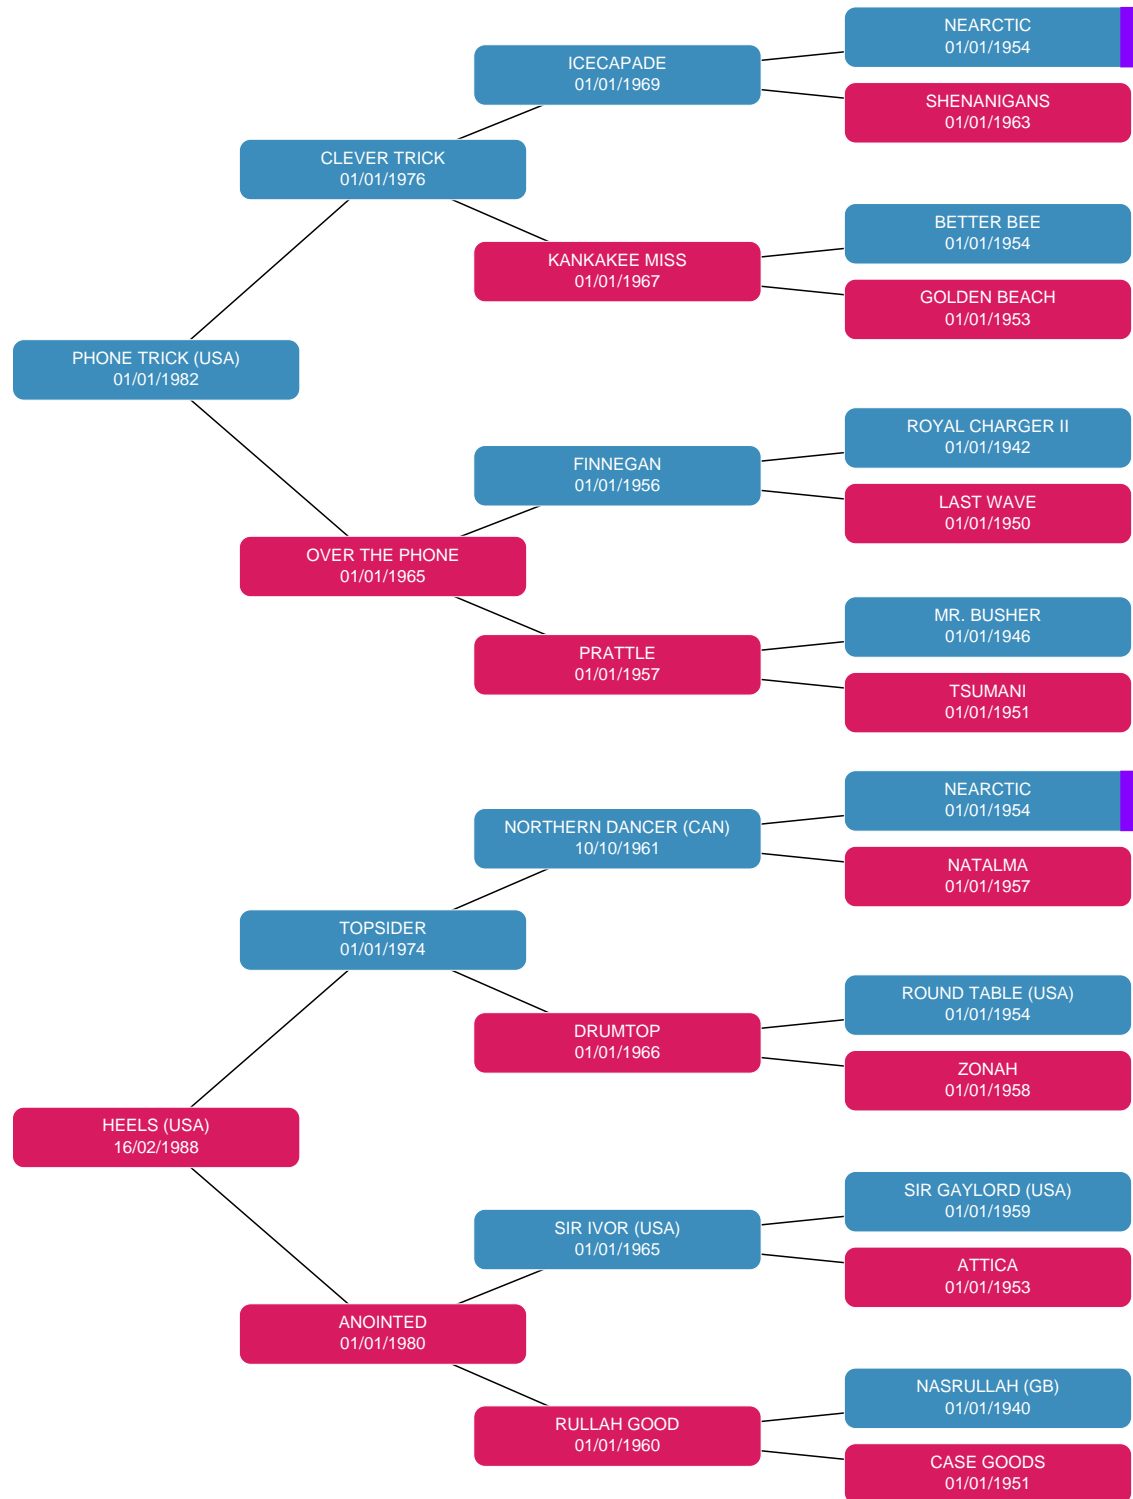 NEARCTIC
01/01/1954
ICECAPADE
01/01/1969
SHENANIGANS
01/01/1963
CLEVER TRICK
01/01/1976
BETTER BEE
01/01/1954
KANKAKEE MISS
01/01/1967
GOLDEN BEACH
01/01/1953
PHONE TRICK (USA)
01/01/1982
ROYAL CHARGER II
01/01/1942
FINNEGAN
01/01/1956
LAST WAVE
01/01/1950
OVER THE PHONE
01/01/1965
MR. BUSHER
01/01/1946
PRATTLE
01/01/1957
TSUMANI
01/01/1951
NEARCTIC
01/01/1954
NORTHERN DANCER (CAN)
10/10/1961
NATALMA
01/01/1957
TOPSIDER
01/01/1974
ROUND TABLE (USA)
01/01/1954
DRUMTOP
01/01/1966
ZONAH
01/01/1958
HEELS (USA)
16/02/1988
SIR GAYLORD (USA)
01/01/1959
SIR IVOR (USA)
01/01/1965
ATTICA
01/01/1953
ANOINTED
01/01/1980
NASRULLAH (GB)
01/01/1940
RULLAH GOOD
01/01/1960
CASE GOODS
01/01/1951